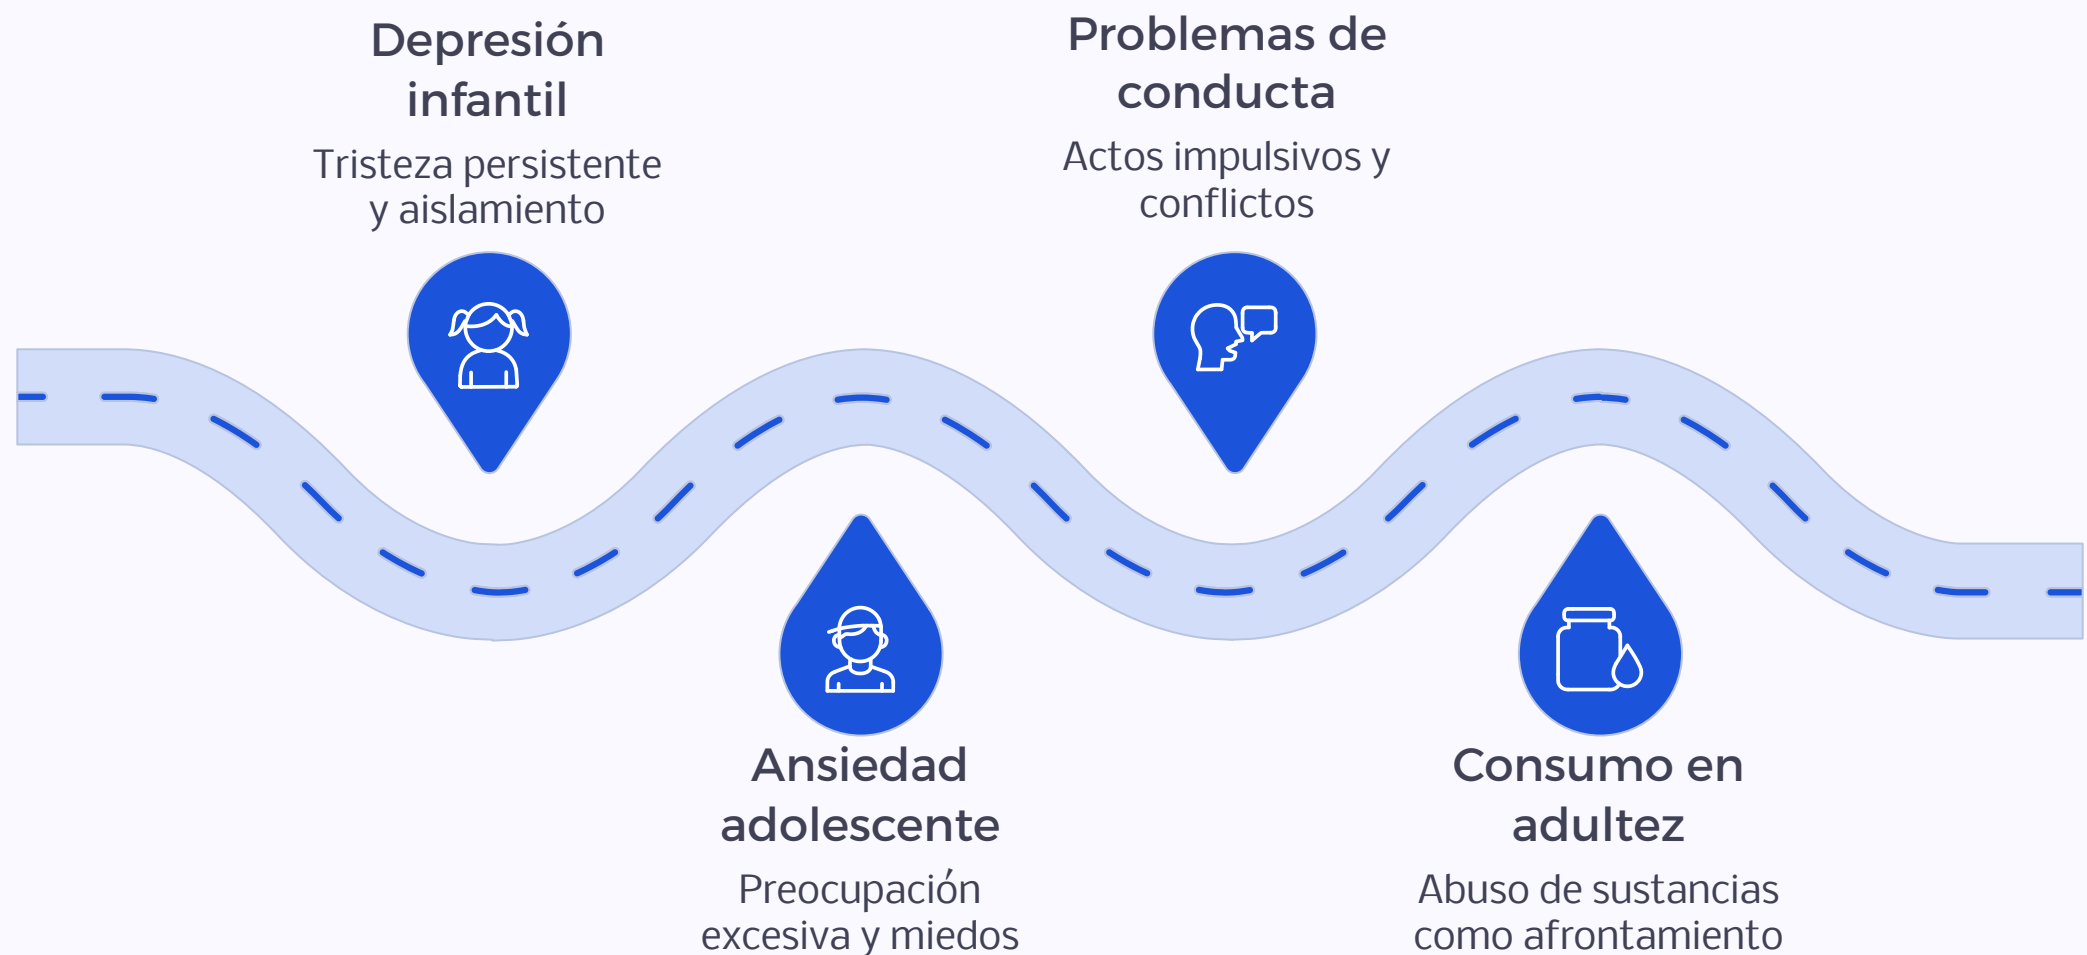 Depresión
infantil
Tristeza persistente
y aislamiento
Ansiedad
adolescente
Preocupación
excesiva y miedos
Problemas de
conducta
Actos impulsivos y
conflictos
Consumo en
adultez
Abuso de sustancias
como afrontamiento